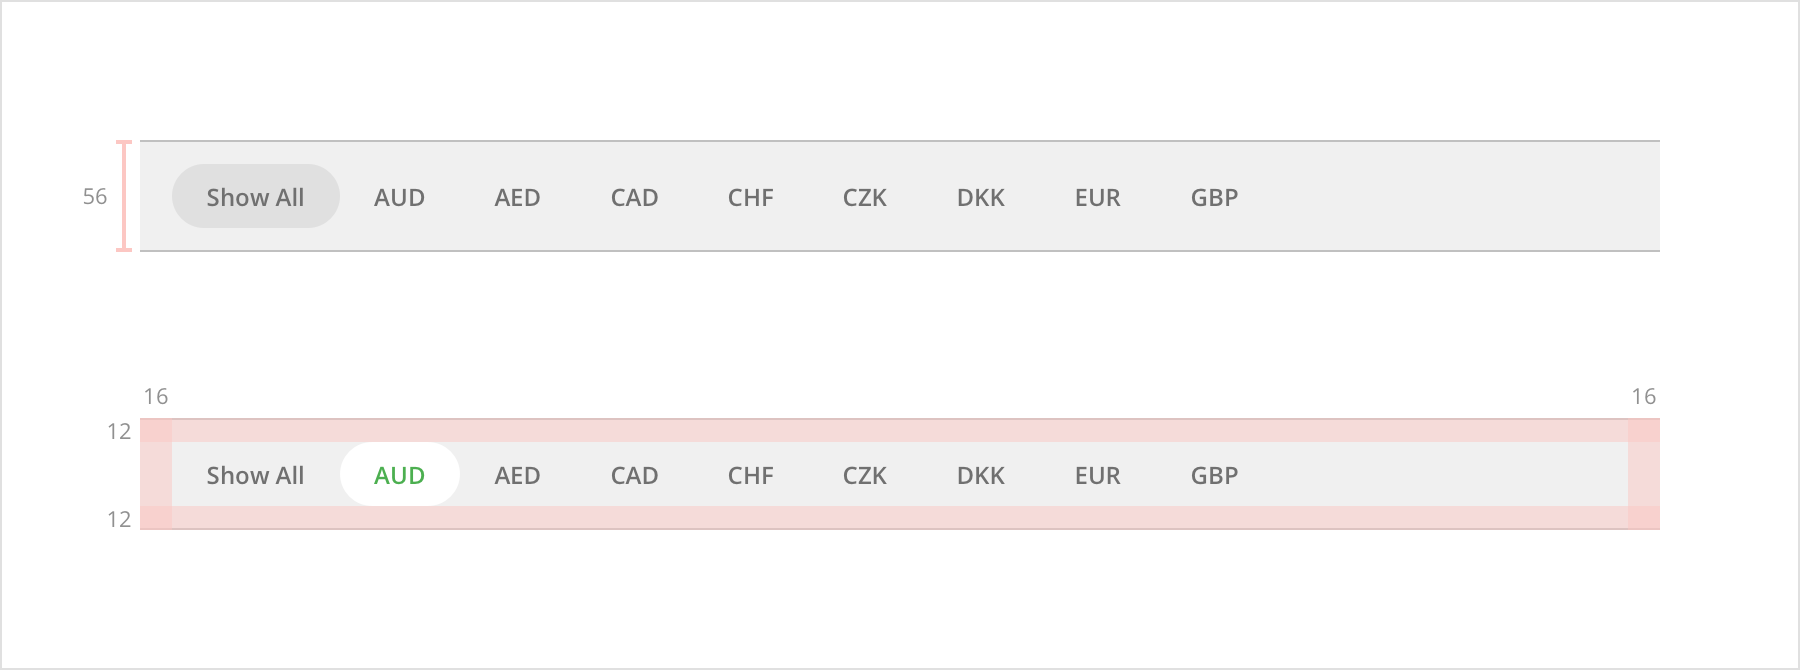 56 Show All AUD AED CAD CHF CZK DKK EUR GBP
16 16
12
Show All AUD AED CAD CHF CZK DKK EUR GBP
12